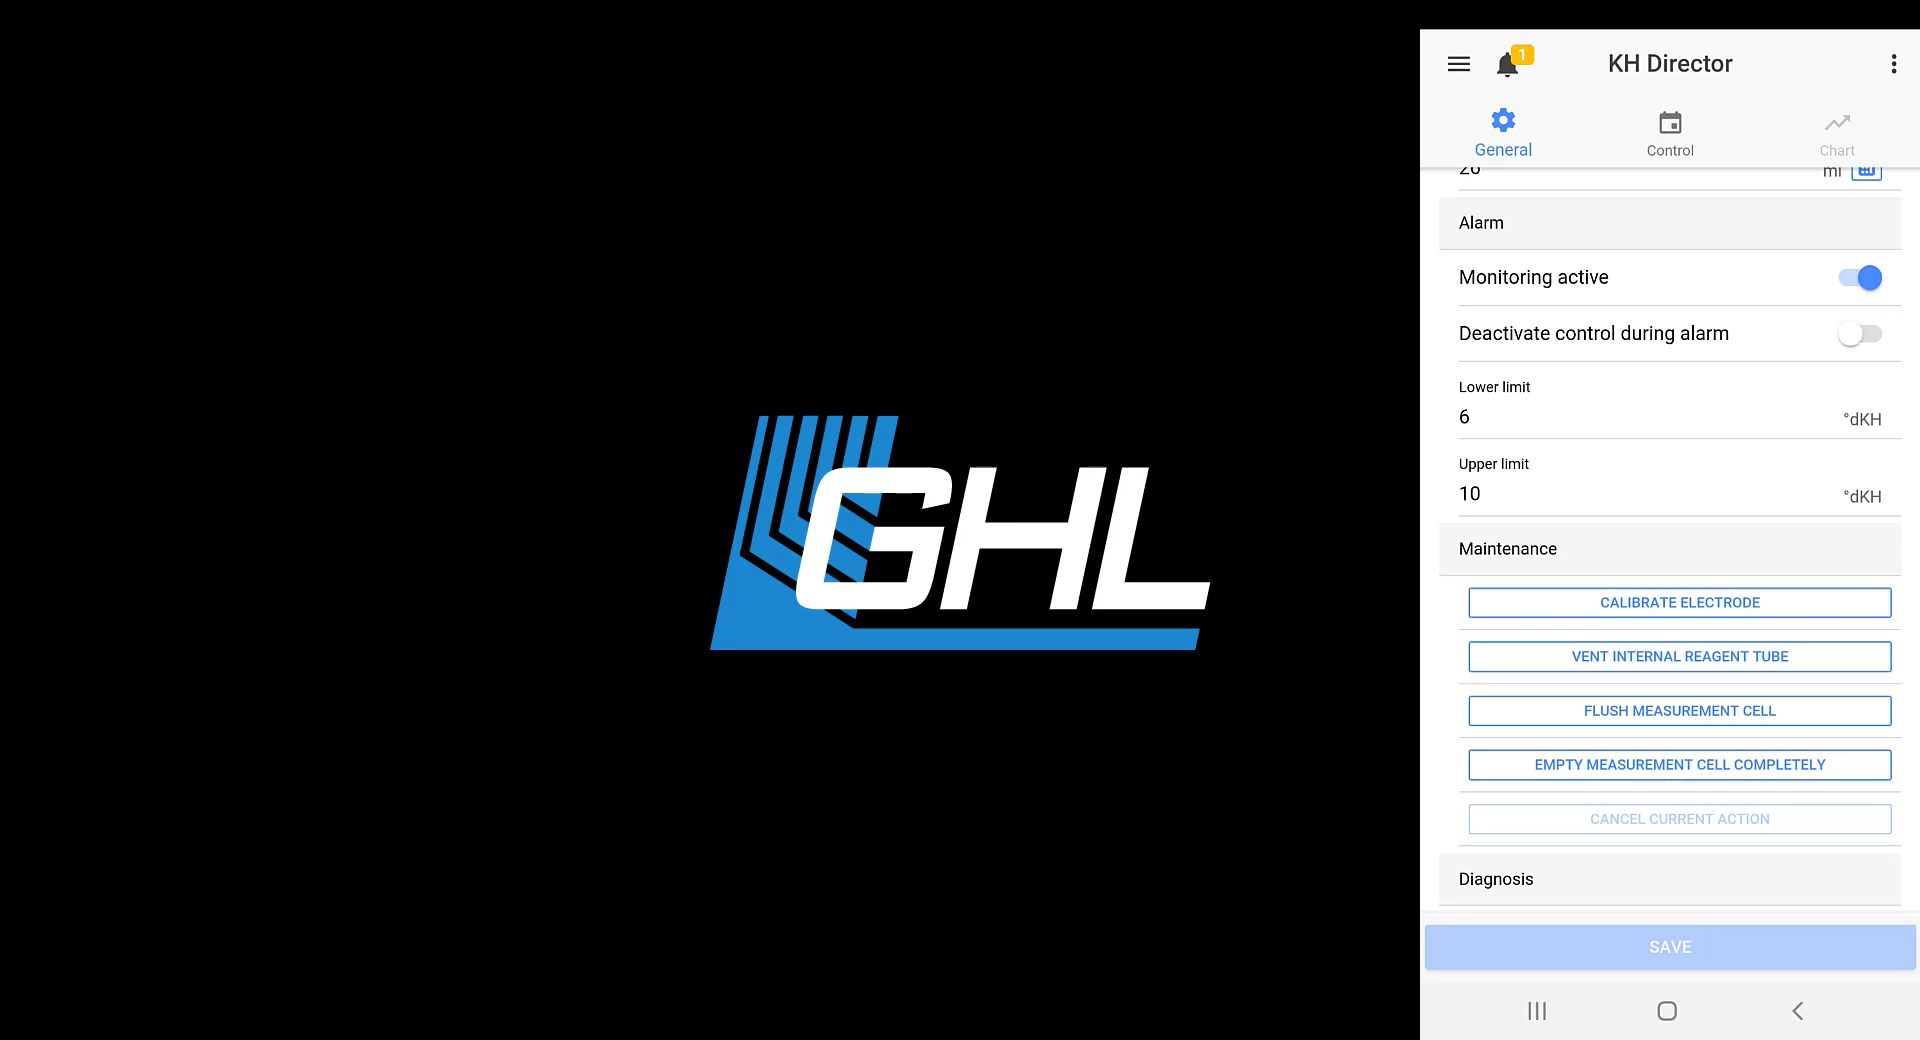 GHL
1
KH Director
General
Control
Chart
ml
Alarm
Monitoring active
Deactivate control during alarm
Lower limit
6 °dKH
Upper limit
10 °dKH
Maintenance
CALIBRATE ELECTRODE
VENT INTERNAL REAGENT TUBE
FLUSH MEASUREMENT CELL
EMPTY MEASUREMENT CELL COMPLETELY
CANCEL CURRENT ACTION
Diagnosis
SAVE